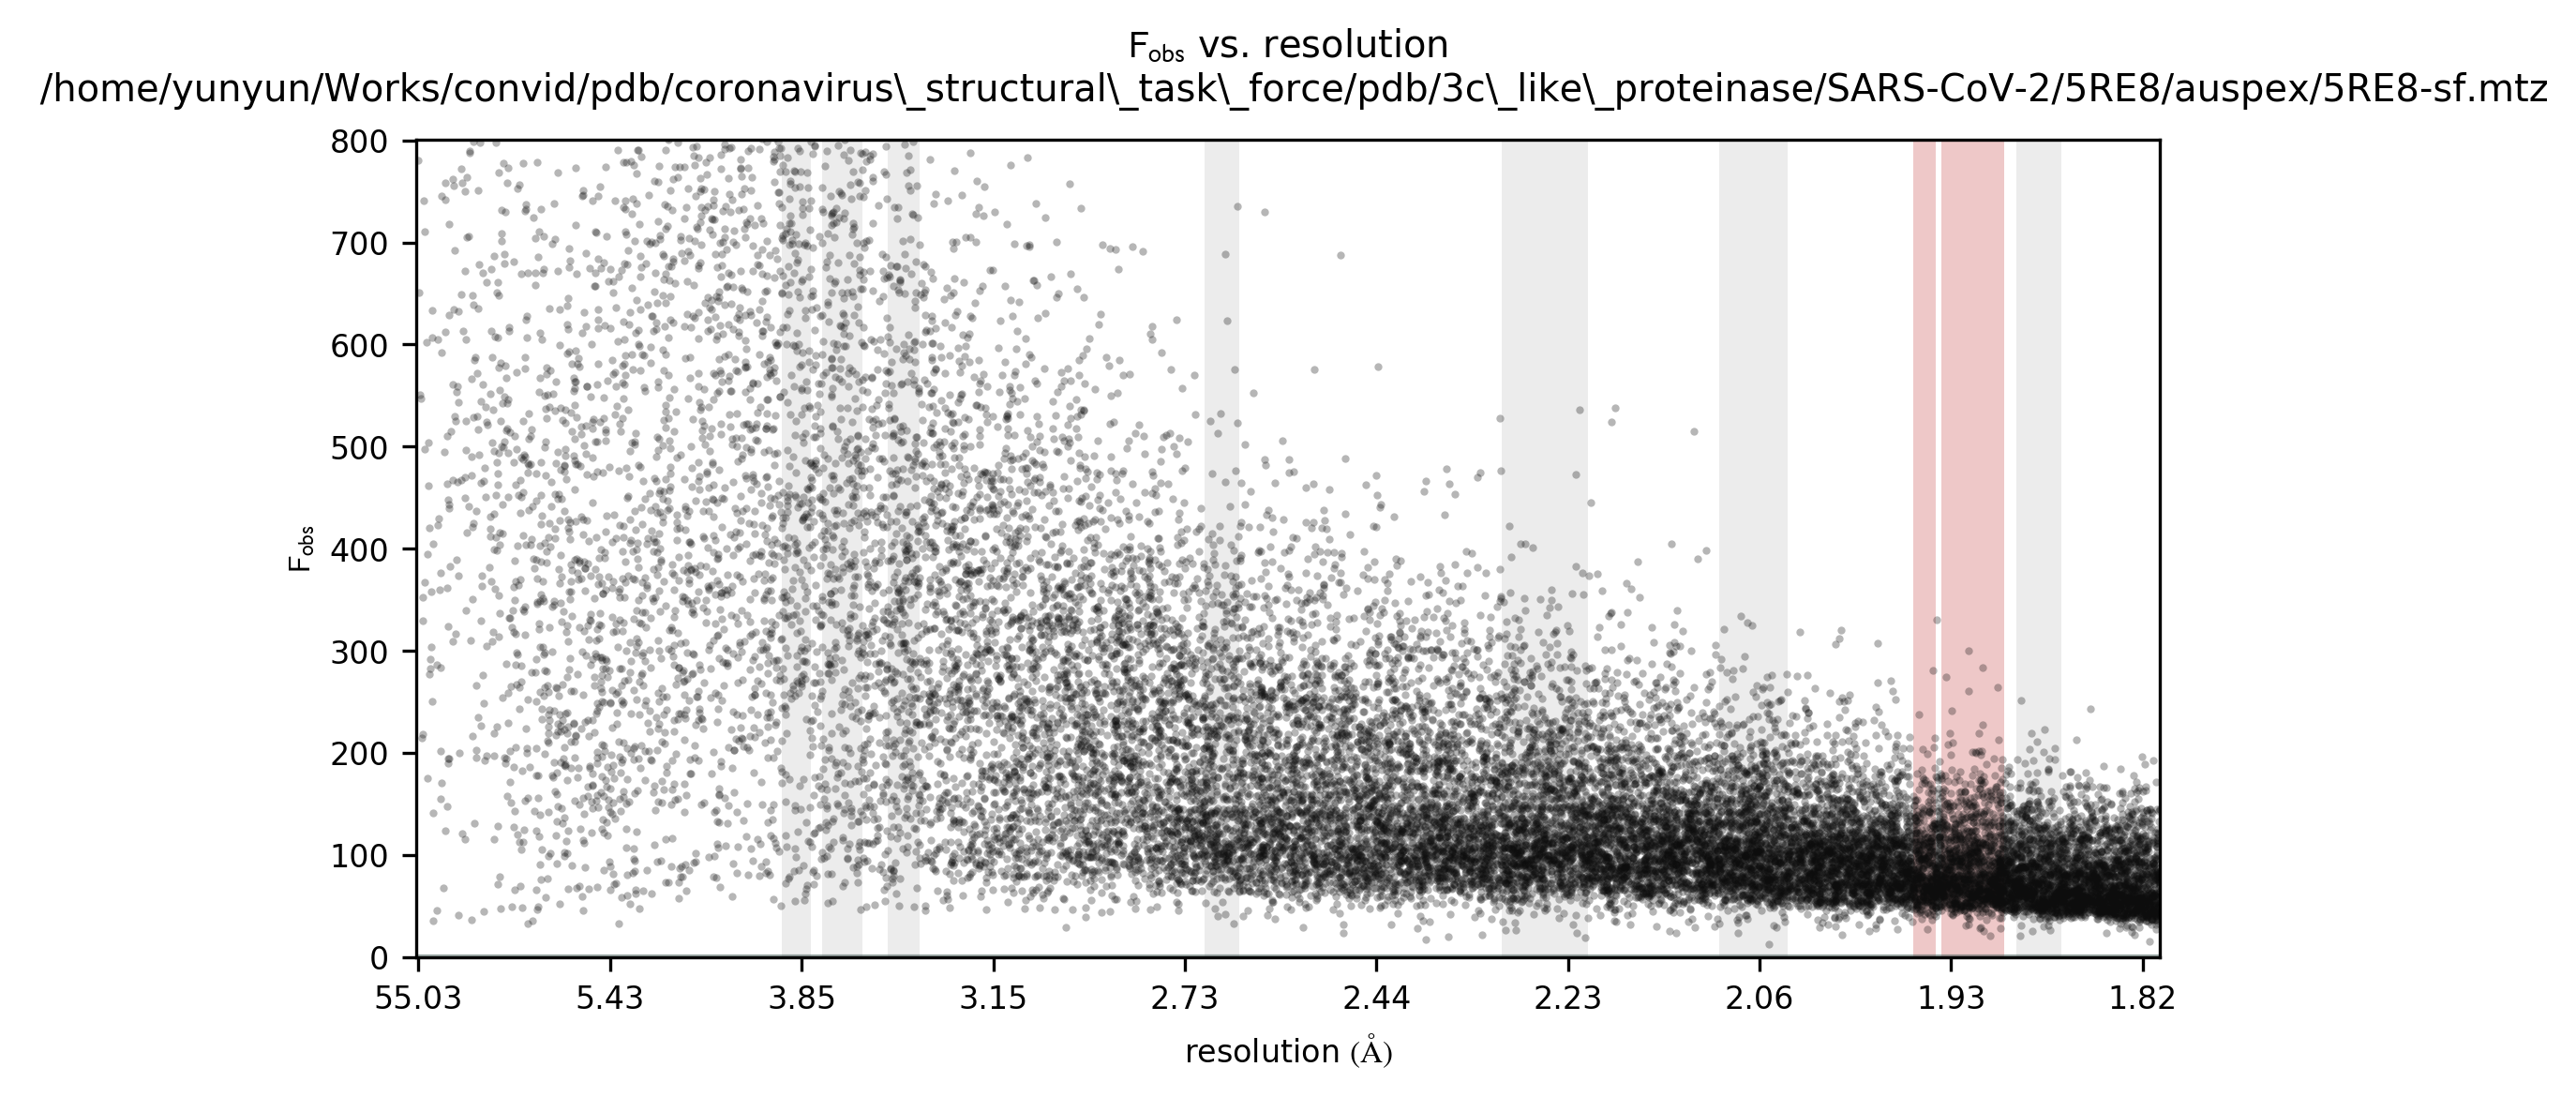 F_obs vs. resolution
/home/yunyun/Works/convid/pdb/coronavirus\_structural\_task\_force/pdb/3c\_like\_proteinase/SARS-CoV-2/5RE8/auspex/5RE8-sf.mtz
800
700
600
500
400
300
200
100
0
F_obs
55.03 5.43 3.85 3.15 2.73 2.44 2.23 2.06 1.93 1.82
resolution (Å)